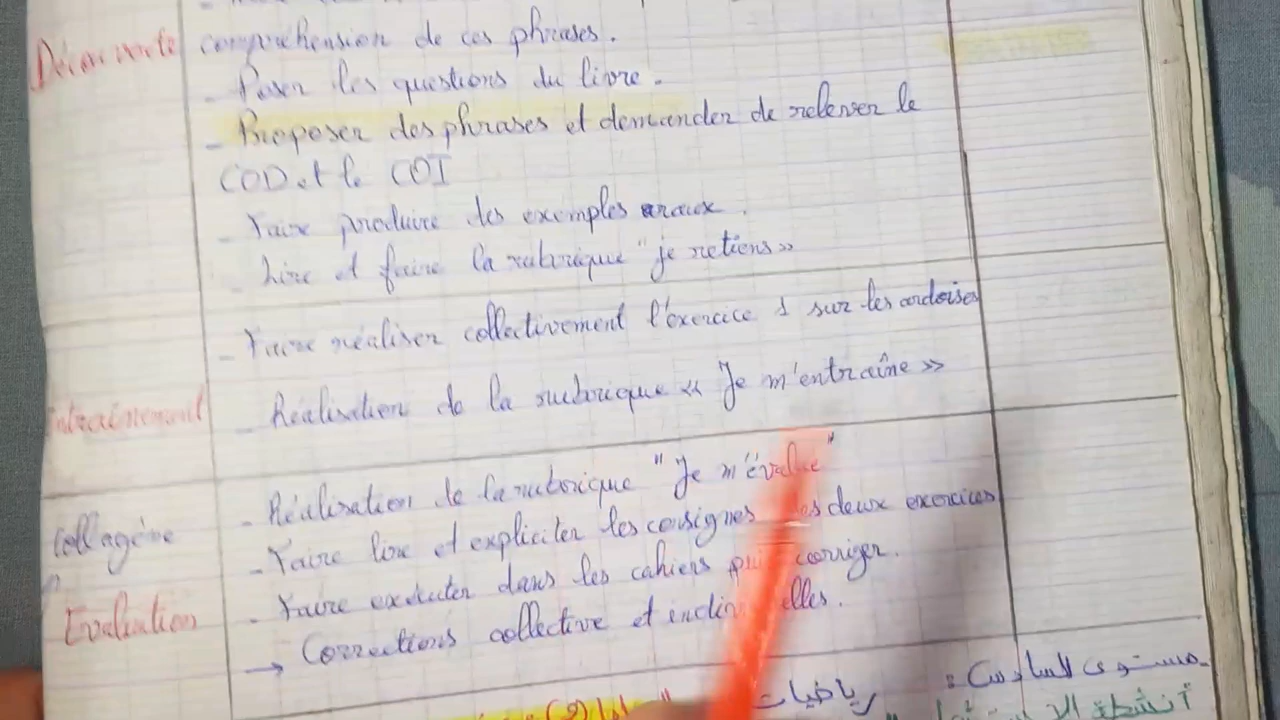 Découverte compréhension de ces phrases.
- Poser les questions du livre.
- Proposer des phrases et demander de relever le
COD et le COI
- Faire produire des exemples oraux.
- Lire et faire la rubrique "je retiens»
- Faire réaliser collectivement l'exercice 1 sur les ardoises
Entrainement - Réalisation de la rubrique « Je m'entraîne »
- Réalisation de la rubrique "Je m'évalue"
collagène - Faire lire et expliciter les consignes des deux exercices
- Faire exécuter dans les cahiers puis corriger.
Evaluation → Corrections collective et individuelles.
مستوى السادس:
رياضيات